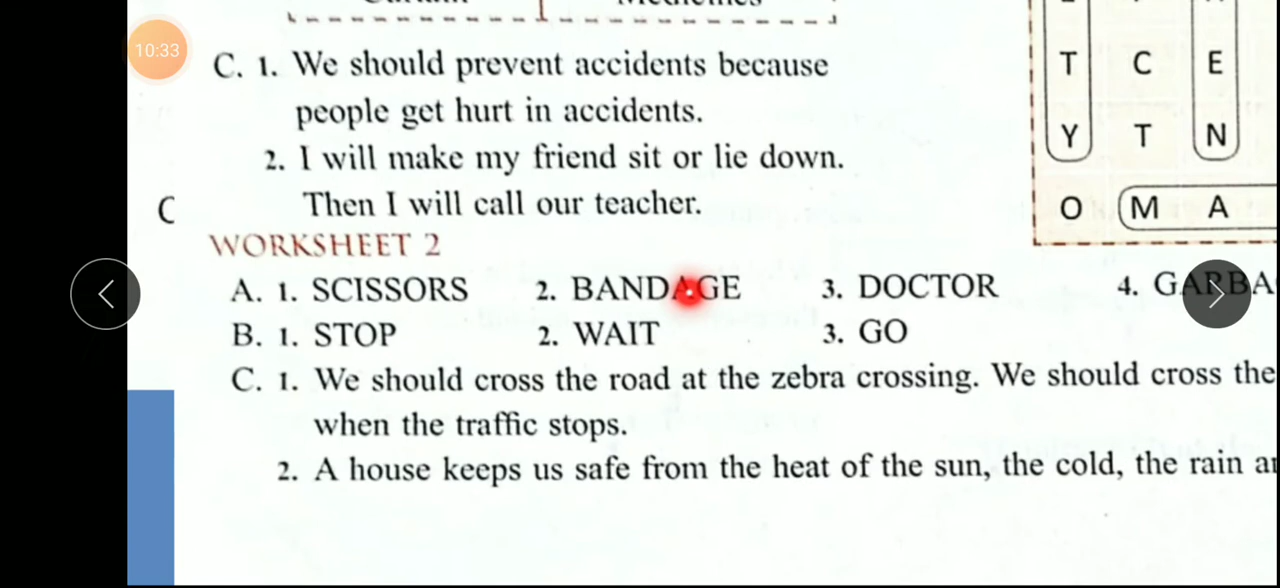 10:33
C. 1. We should prevent accidents because
people get hurt in accidents.
2. I will make my friend sit or lie down.
Then I will call our teacher.
C
WORKSHEET 2
A. 1. SCISSORS 2. BANDAGE 3. DOCTOR 4. GARBA
B. 1. STOP 2. WAIT 3. GO
C. 1. We should cross the road at the zebra crossing. We should cross the
when the traffic stops.
2. A house keeps us safe from the heat of the sun, the cold, the rain
T C E
Y T N
O M A